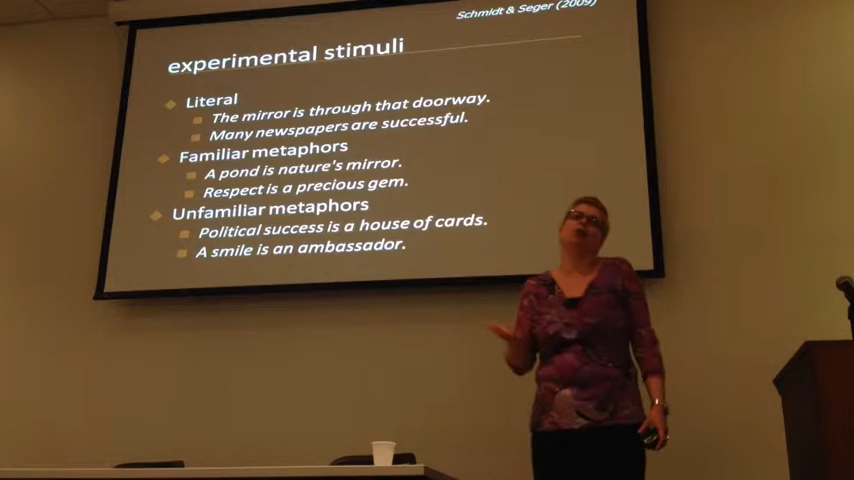 Schmidt & Seger (2009)
experimental stimuli
Literal
The mirror is through that doorway.
Many newspapers are successful.
Familiar metaphors
A pond is nature's mirror.
Respect is a precious gem.
Unfamiliar metaphors
Political success is a house of cards.
A smile is an ambassador.